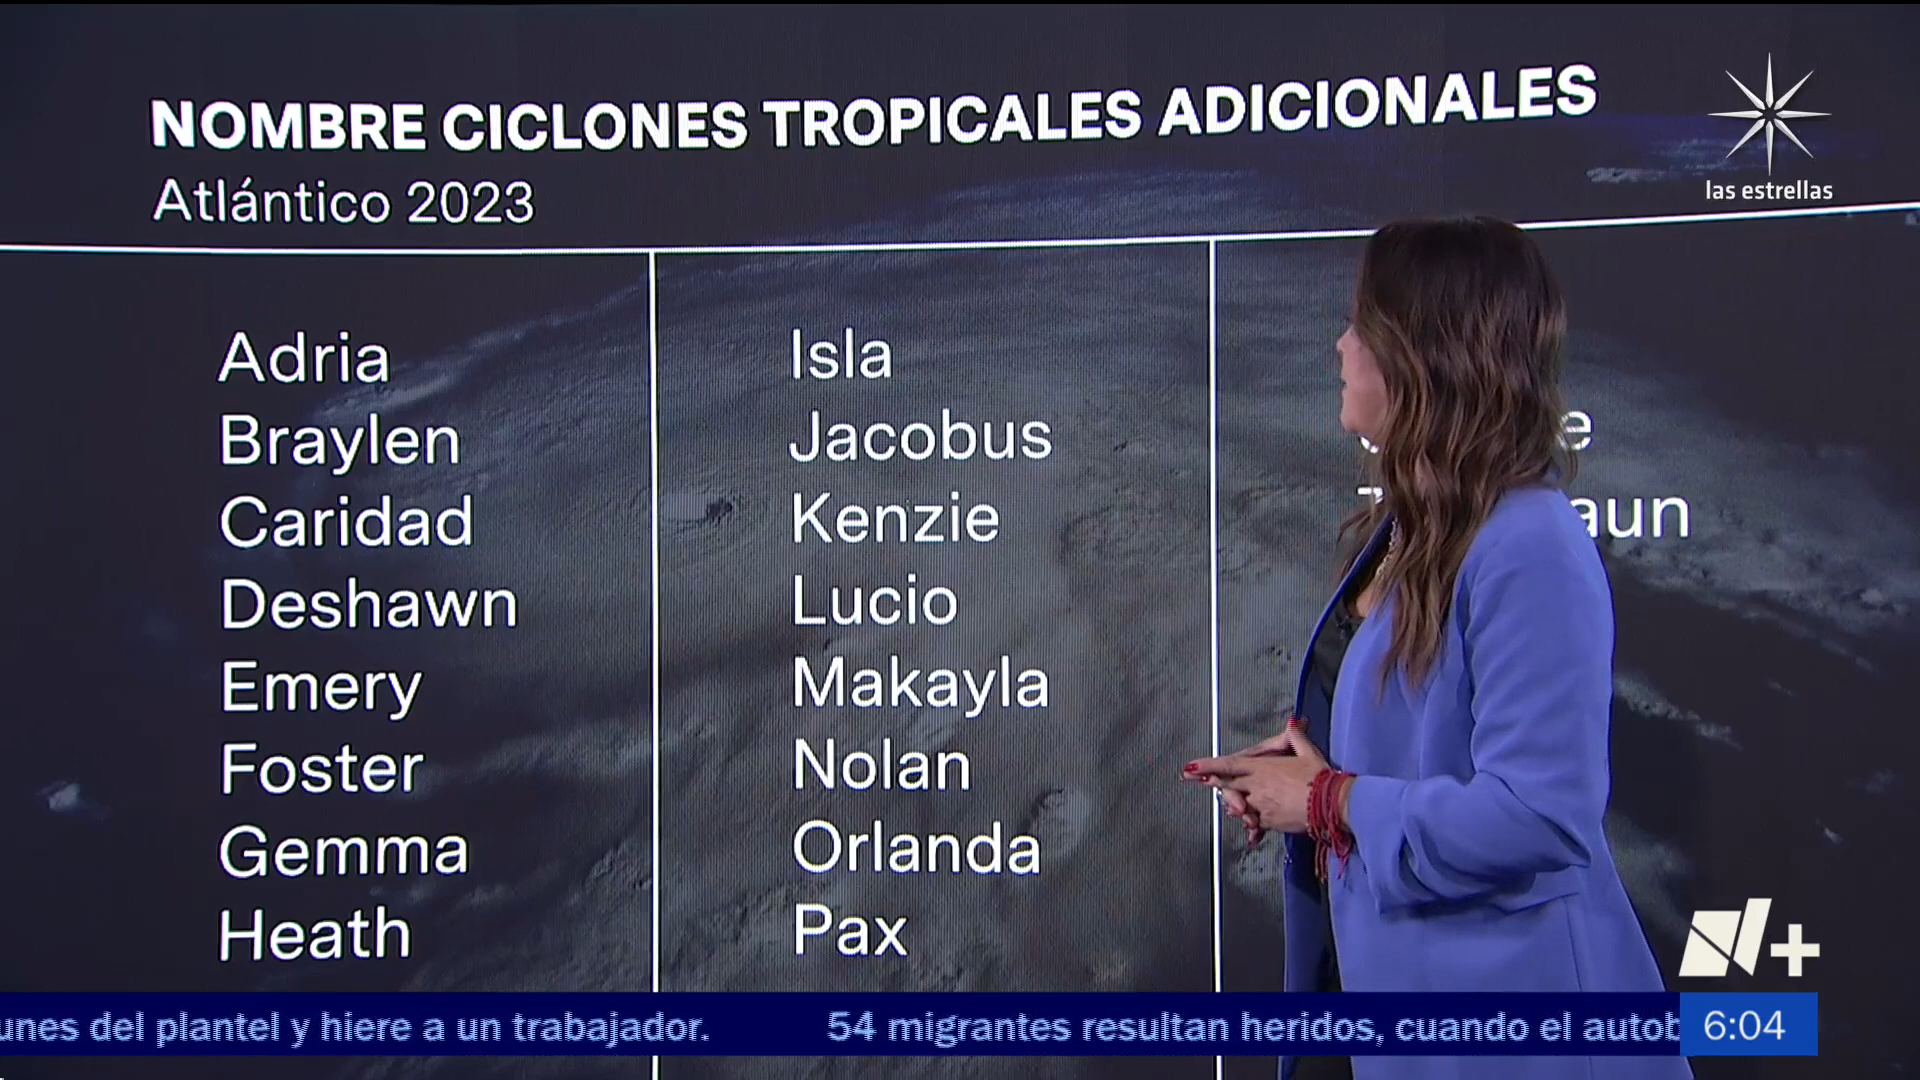 NOMBRE CICLONES TROPICALES ADICIONALES
Atlántico 2023
las estrellas
Adria
Braylen
Caridad
Deshawn
Emery
Foster
Gemma
Heath
Isla
Jacobus
Kenzie
Lucio
Makayla
Nolan
Orlanda
Pax
N+
unes del plantel y hiere a un trabajador. 54 migrantes resultan heridos, cuando el autob
6:04